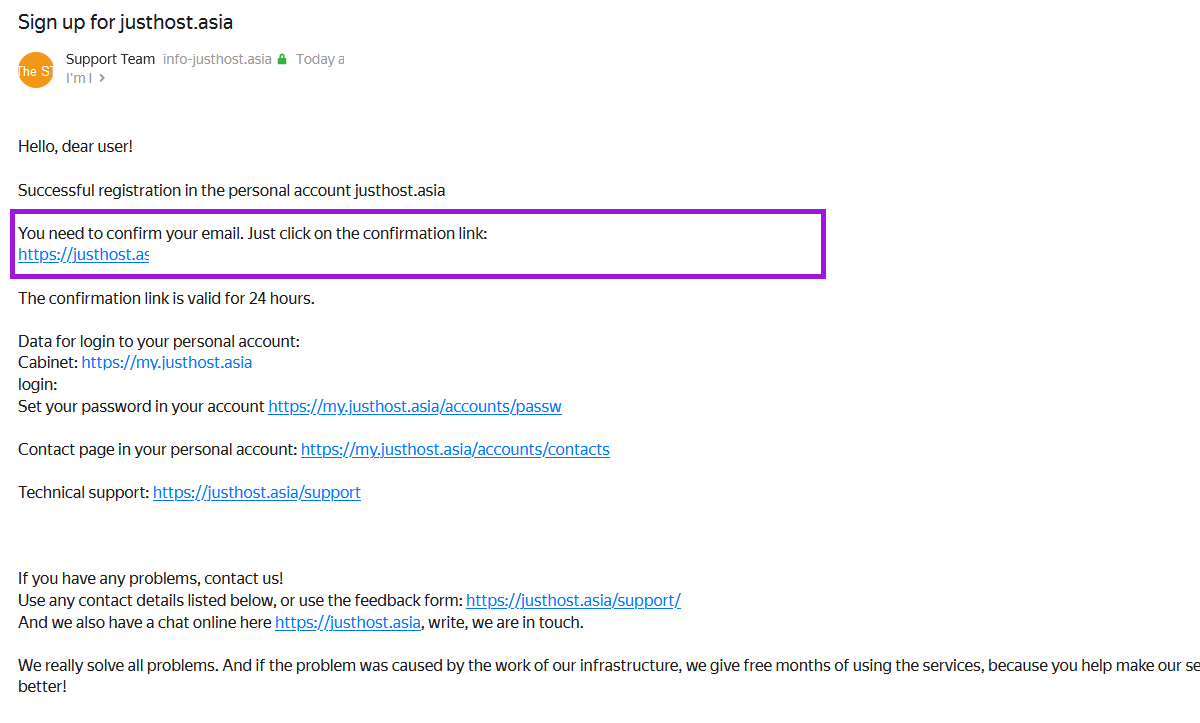 Sign up for justhost.asia
The ST
Support Team info-justhost.asia Today a
I'm I
Hello, dear user!
Successful registration in the personal account justhost.asia
You need to confirm your email. Just click on the confirmation link:
https://justhost.as
The confirmation link is valid for 24 hours.
Data for login to your personal account:
Cabinet: https://my.justhost.asia
login:
Set your password in your account https://my.justhost.asia/accounts/passw
Contact page in your personal account: https://my.justhost.asia/accounts/contacts
Technical support: https://justhost.asia/support
If you have any problems, contact us!
Use any contact details listed below, or use the feedback form: https://justhost.asia/support/
And we also have a chat online here https://justhost.asia, write, we are in touch.
We really solve all problems. And if the problem was caused by the work of our infrastructure, we give free months of using the services, because you help make our se
better!